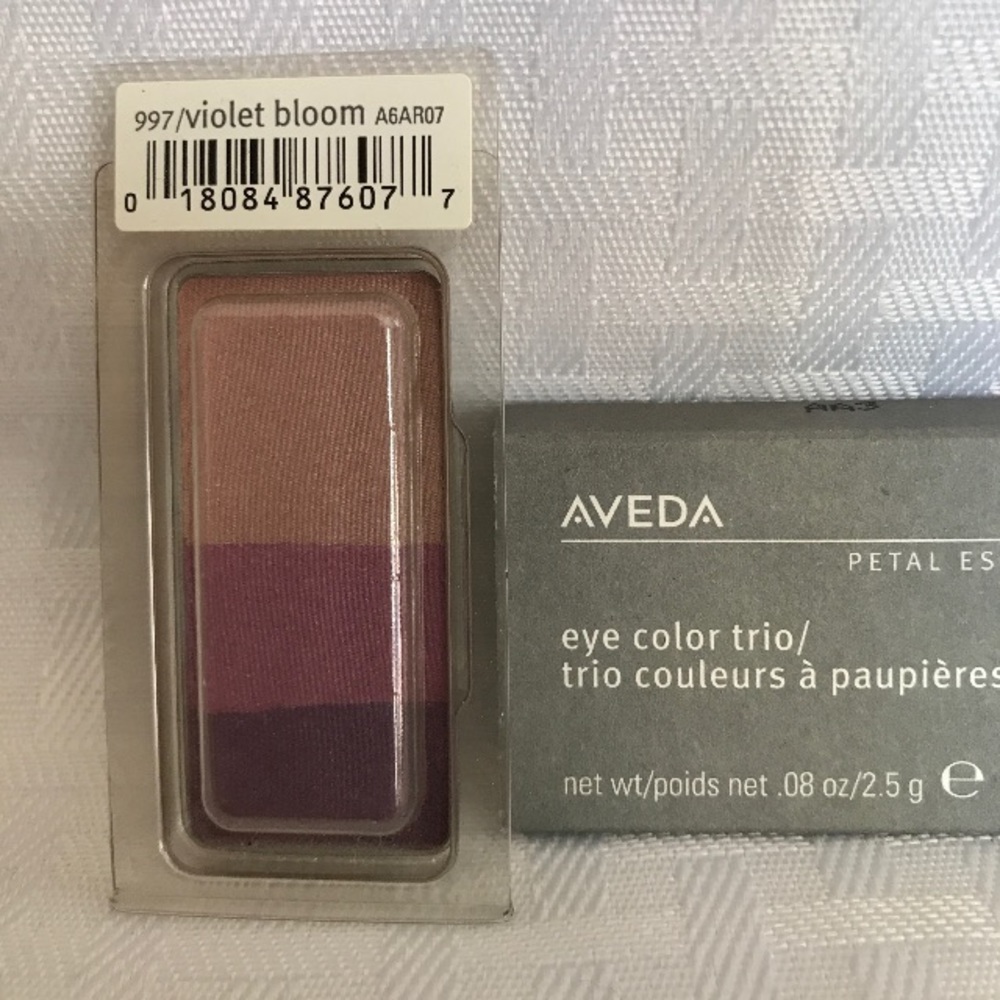 997/violet bloom A6AR07
0 18084 87607 7
AVEDA
PETAL ES
eye color trio/
trio couleurs à paupières
net wt/poids net .08 oz/2.5 g ℮